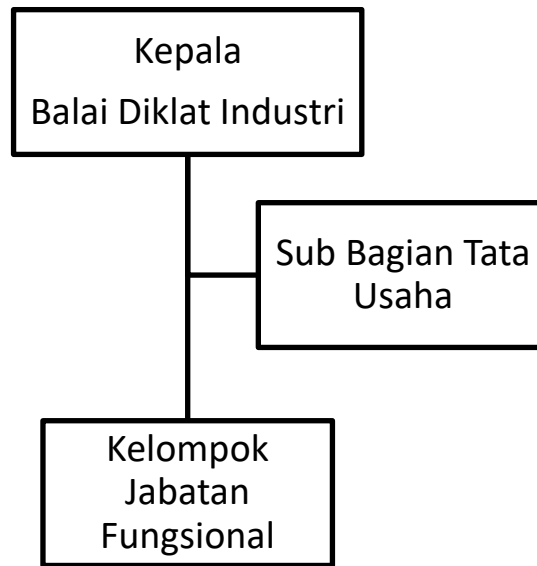 Kepala
Balai Diklat Industri
Sub Bagian Tata
Usaha
Kelompok
Jabatan
Fungsional